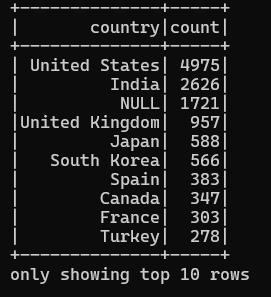 +--------------+-----+
|       country|count|
+--------------+-----+
| United States| 4975|
|         India| 2626|
|          NULL| 1721|
|United Kingdom|  957|
|         Japan|  588|
|   South Korea|  566|
|         Spain|  383|
|        Canada|  347|
|        France|  303|
|        Turkey|  278|
+--------------+-----+
only showing top 10 rows